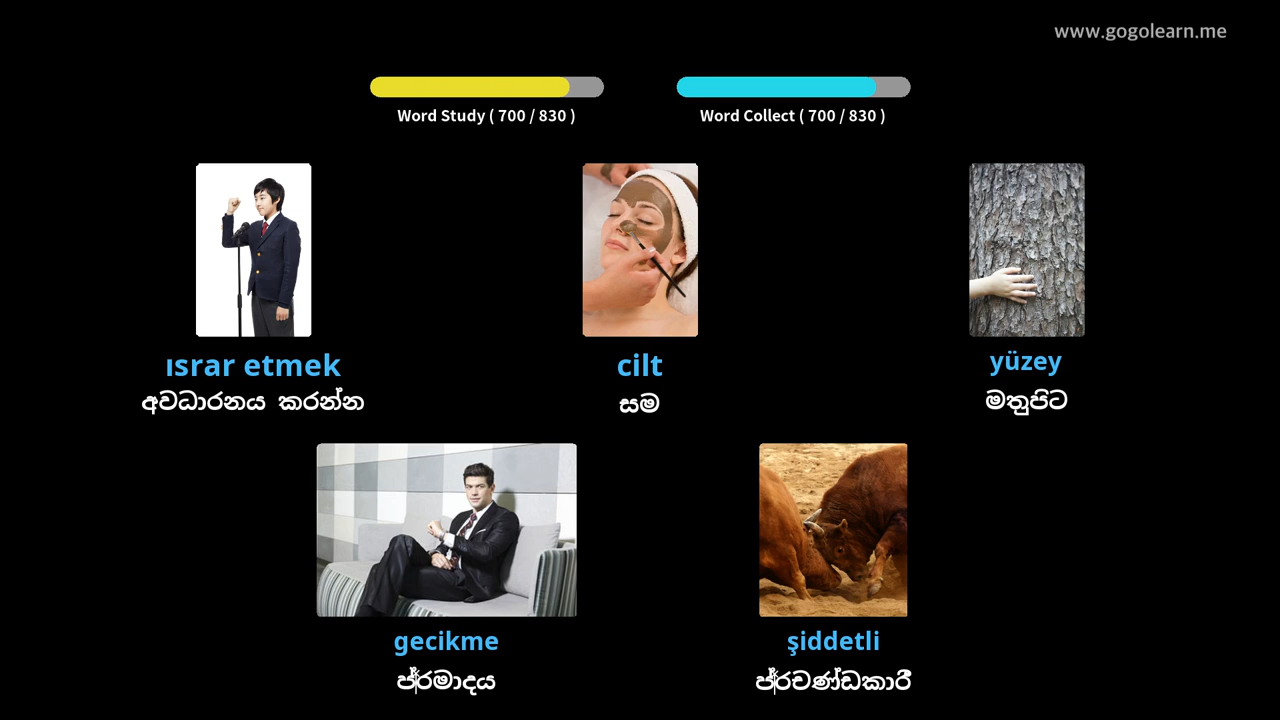 www.gogolearn.me
Word Study ( 700 / 830 )
Word Collect ( 700 / 830 )
ısrar etmek
අවධාරනය කරන්න
cilt
සම
yüzey
මතුපිට
gecikme
ප්‍රමාදය
şiddetli
ප්‍රචණ්ඩකාරී